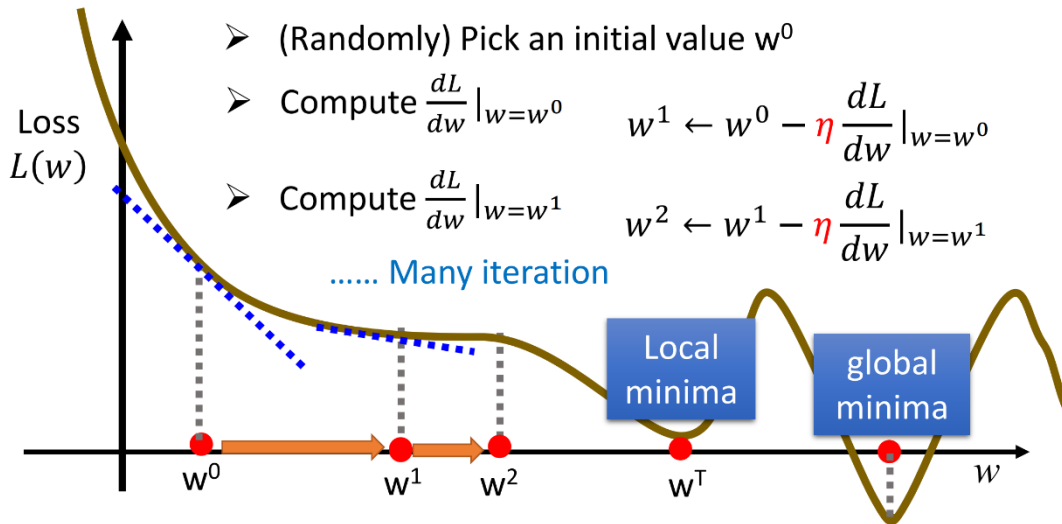 ➢ (Randomly) Pick an initial value w⁰
Loss
L(w)
➢ Compute dL/dw |w=w⁰
w¹ ← w⁰ − η dL/dw |w=w⁰
➢ Compute dL/dw |w=w¹
w² ← w¹ − η dL/dw |w=w¹
…… Many iteration
Local
minima
global
minima
w⁰
w¹
w²
wᵀ
w